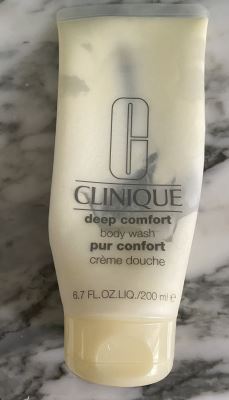 C
CLINIQUE
deep comfort
body wash
pur confort
crème douche
6.7 FL.OZ.LIQ./200 ml e